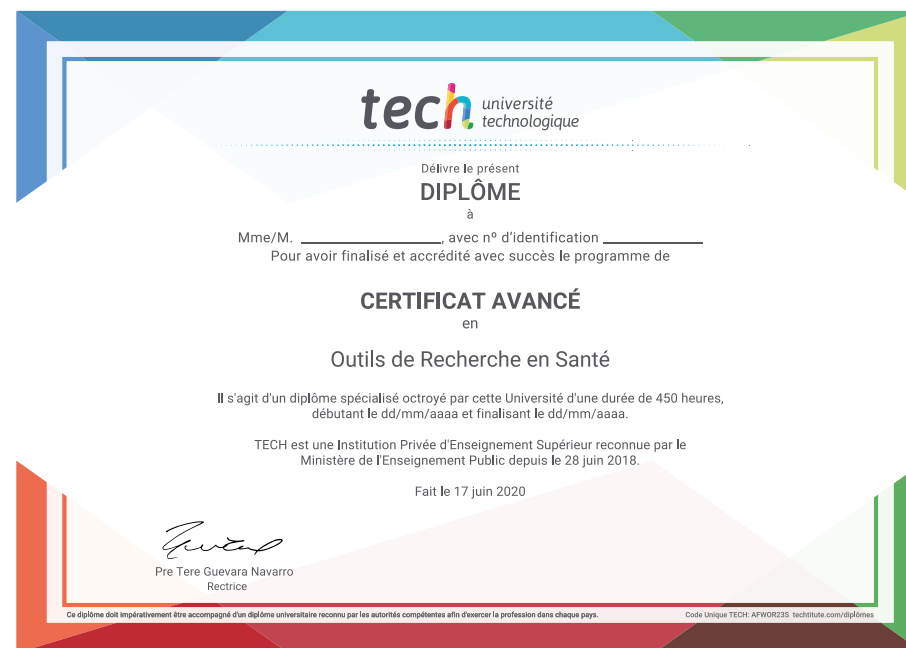 tech université
technologique
Délivre le présent
DIPLÔME
à
Mme/M. ____________________, avec nº d'identification ______________
Pour avoir finalisé et accrédité avec succès le programme de
CERTIFICAT AVANCÉ
en
Outils de Recherche en Santé
Il s'agit d'un diplôme spécialisé octroyé par cette Université d'une durée de 450 heures,
débutant le dd/mm/aaaa et finalisant le dd/mm/aaaa.
TECH est une Institution Privée d'Enseignement Supérieur reconnue par le
Ministère de l'Enseignement Public depuis le 28 juin 2018.
Fait le 17 juin 2020
Pre Tere Guevara Navarro
Rectrice
Ce diplôme doit impérativement être accompagné d'un diplôme universitaire reconnu par les autorités compétentes afin d'exercer la profession dans chaque pays.
Code Unique TECH: AFWOR23S techtitute.com/diplômes